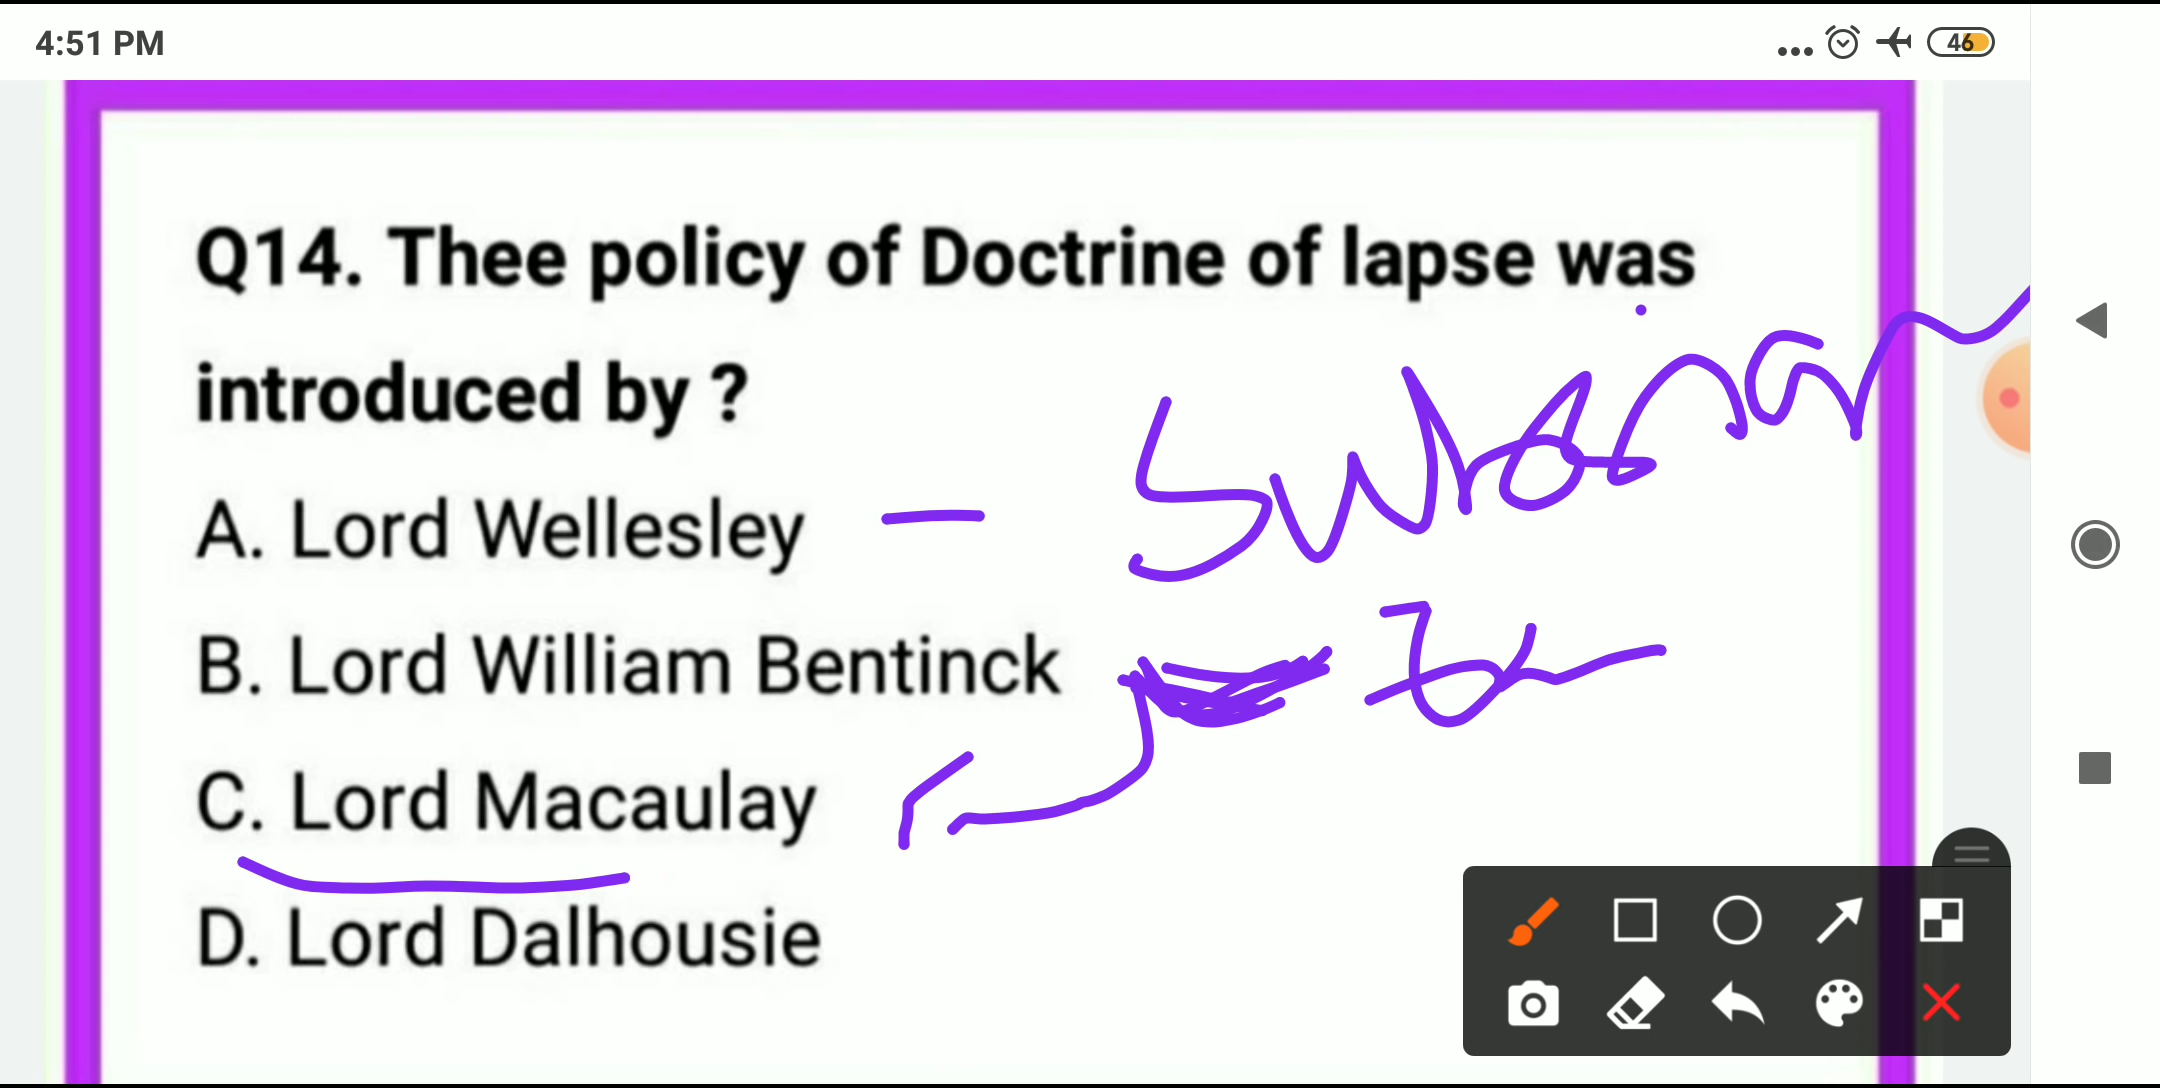 4:51 PM
46
Q14. Thee policy of Doctrine of lapse was
introduced by ?
A. Lord Wellesley —
B. Lord William Bentinck
C. Lord Macaulay
D. Lord Dalhousie